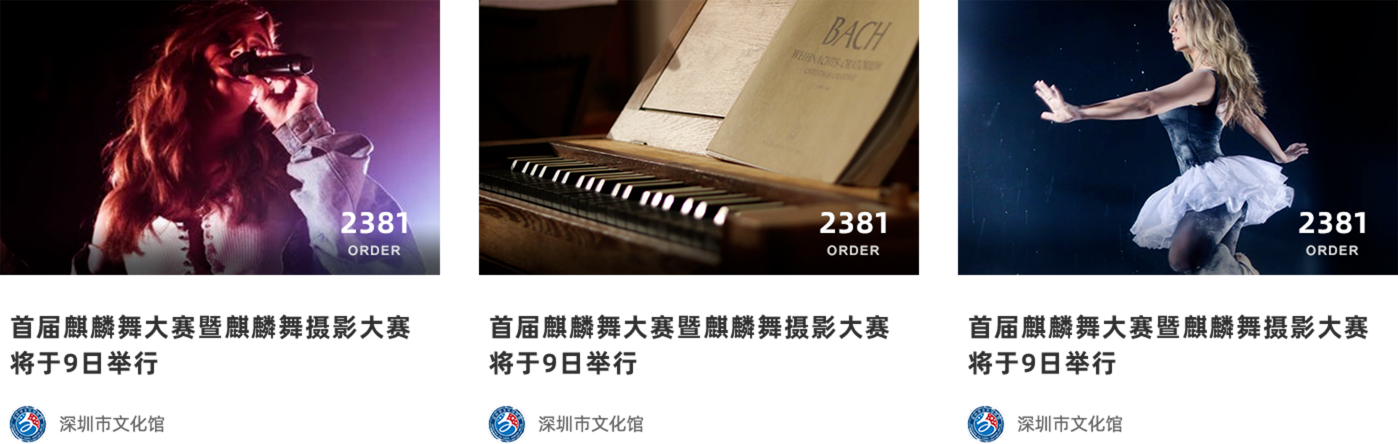 BACH
WEIHNACHTS-ORATORIUM
2381
ORDER
2381
ORDER
2381
ORDER
首届麒麟舞大赛暨麒麟舞摄影大赛
将于9日举行
深圳市文化馆
首届麒麟舞大赛暨麒麟舞摄影大赛
将于9日举行
深圳市文化馆
首届麒麟舞大赛暨麒麟舞摄影大赛
将于9日举行
深圳市文化馆